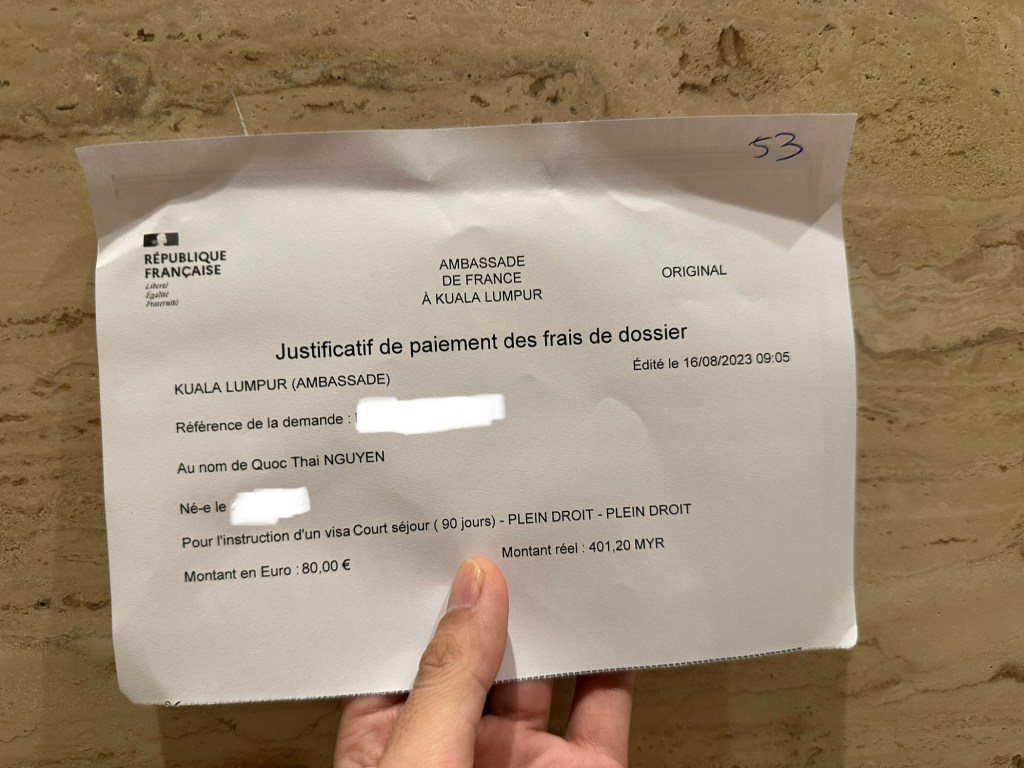 53
RÉPUBLIQUE
FRANÇAISE
Liberté
Égalité
Fraternité
AMBASSADE
DE FRANCE
À KUALA LUMPUR
ORIGINAL
Justificatif de paiement des frais de dossier
Édité le 16/08/2023 09:05
KUALA LUMPUR (AMBASSADE)
Référence de la demande :
Au nom de Quoc Thai NGUYEN
Né-e le
Pour l'instruction d'un visa Court séjour ( 90 jours) - PLEIN DROIT - PLEIN DROIT
Montant en Euro : 80,00 € Montant réel : 401,20 MYR